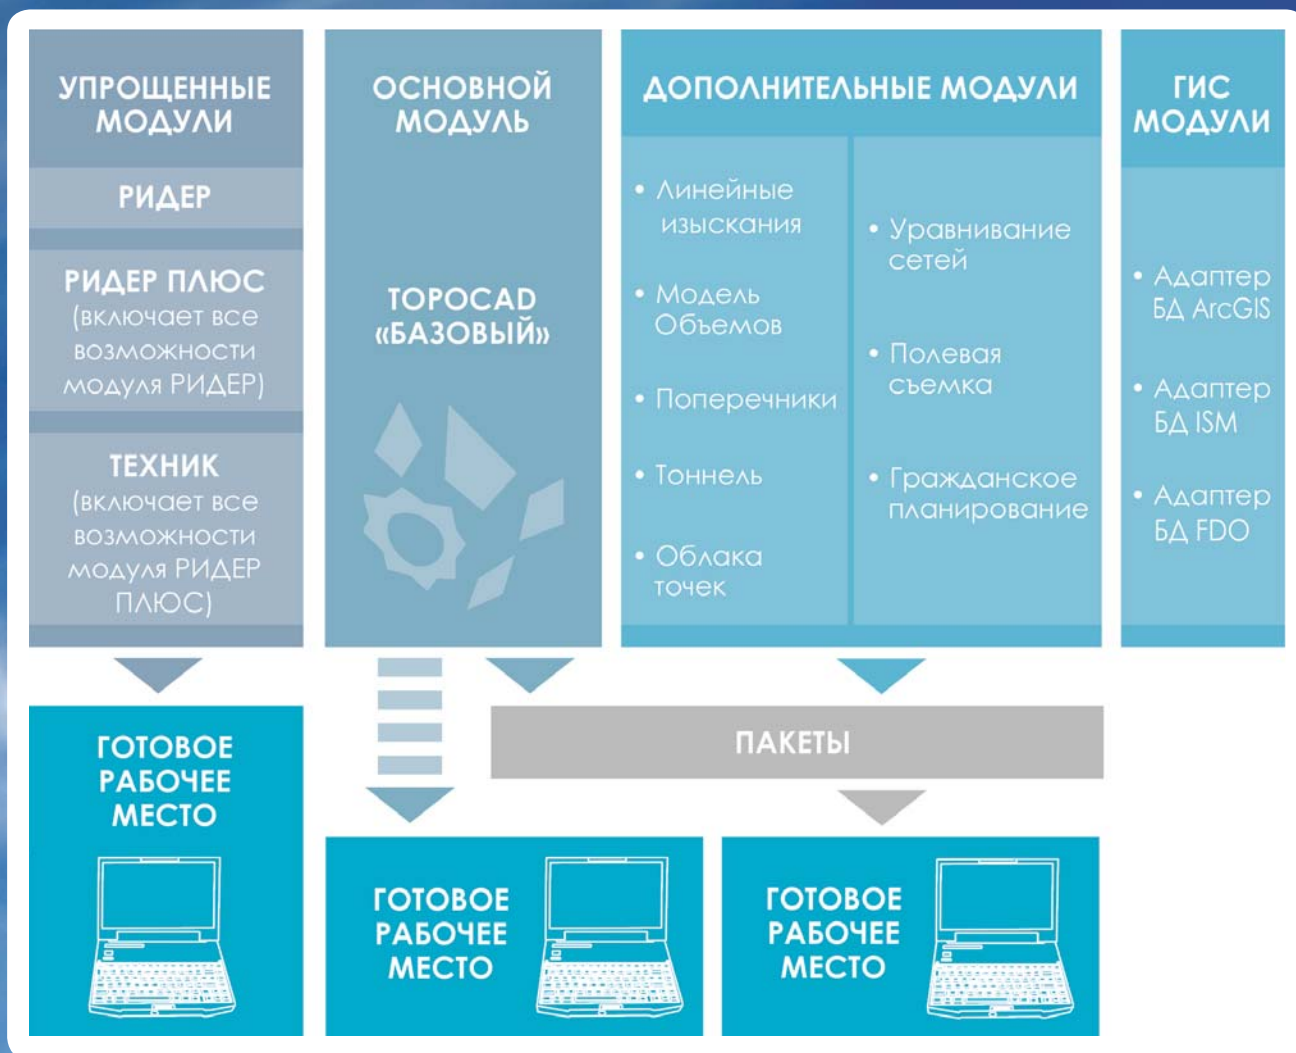 УПРОЩЕННЫЕ
МОДУЛИ
РИДЕР
РИДЕР ПЛЮС
(включает все
возможности
модуля РИДЕР)
ТЕХНИК
(включает все
возможности
модуля РИДЕР
ПЛЮС)
ОСНОВНОЙ
МОДУЛЬ
TOPOCAD
«БАЗОВЫЙ»
ДОПОЛНИТЕЛЬНЫЕ МОДУЛИ
• Линейные
изыскания
• Модель
Объемов
• Поперечники
• Тоннель
• Облака
точек
• Уравнивание
сетей
• Полевая
съемка
• Гражданское
планирование
ГИС
МОДУЛИ
• Адаптер
БД ArcGIS
• Адаптер
БД ISM
• Адаптер
БД FDO
ПАКЕТЫ
ГОТОВОЕ
РАБОЧЕЕ
МЕСТО
ГОТОВОЕ
РАБОЧЕЕ
МЕСТО
ГОТОВОЕ
РАБОЧЕЕ
МЕСТО